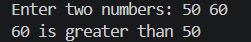 Enter two numbers: 50 60
60 is greater than 50